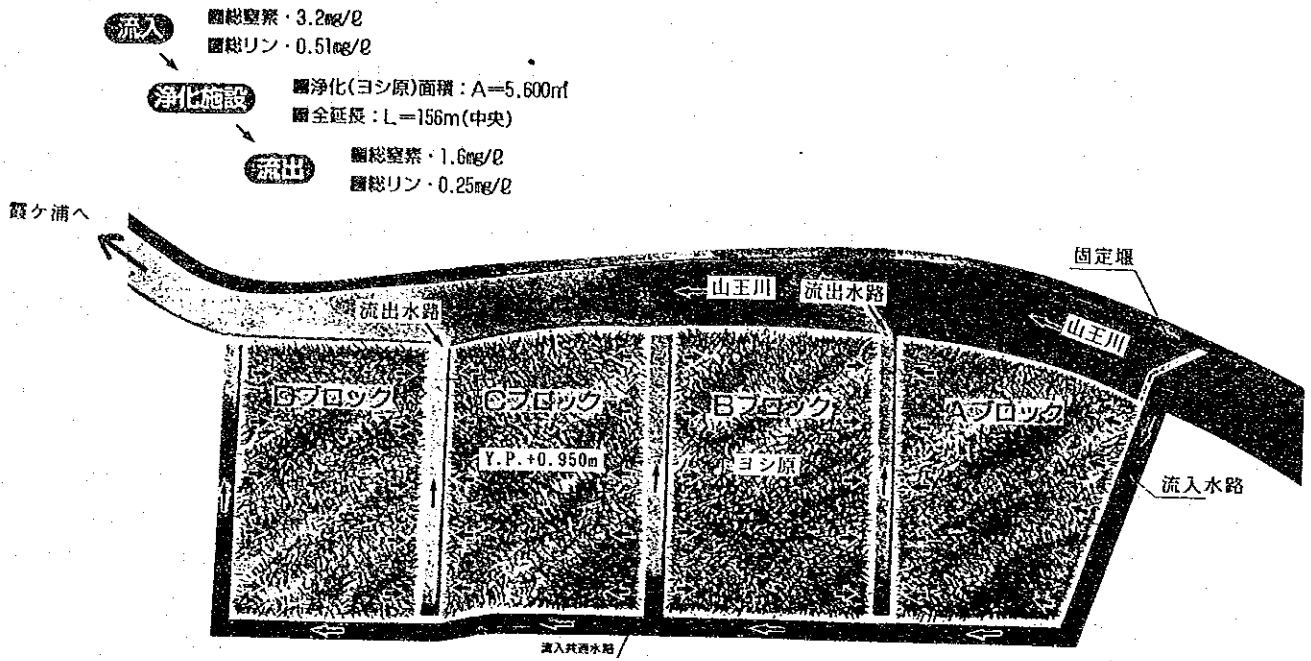 流入
■総窒素・3.2mg/ℓ
■総リン・0.51mg/ℓ
浄化施設
■浄化(ヨシ原)面積：A=5,600㎡
■全延長：L=156m(中央)
流出
■総窒素・1.6mg/ℓ
■総リン・0.25mg/ℓ
霞ケ浦へ
固定堰
山王川
流出水路
山王川
流出水路
Dブロック
Cブロック
Bブロック
Aブロック
Y.P.+0.950m
ヨシ原
流入水路
流入共通水路